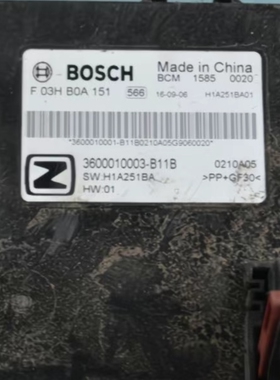 BOSCH
Made in China
BCM 1585 0020
F 03H B0A 151 566 16-09-06 H1A251BA01
*3600010001-B11B0210A05G9060020*
3600010003-B11B 0210A05
SW:H1A251BA >PP+GF30<
HW:01